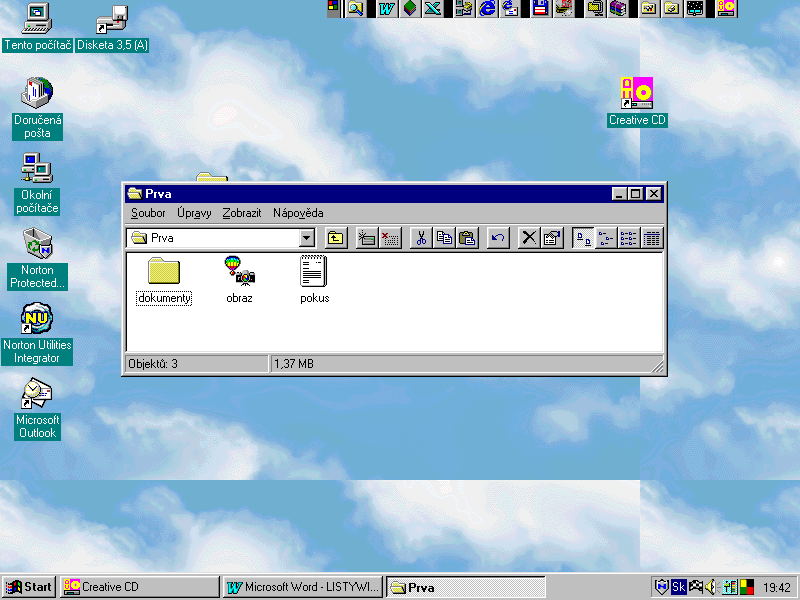 Tento počítač
Disketa 3,5 (A)
Doručená
pošta
Okolní
počítače
Norton
Protected...
NU
Norton Utilities
Integrator
Microsoft
Outlook
Creative CD
Prva
Soubor Úpravy Zobrazit Nápověda
Prva
dokumenty
obraz
pokus
Objektů: 3
1,37 MB
Start
Creative CD
Microsoft Word - LISTYWI...
Prva
Sk
19:42